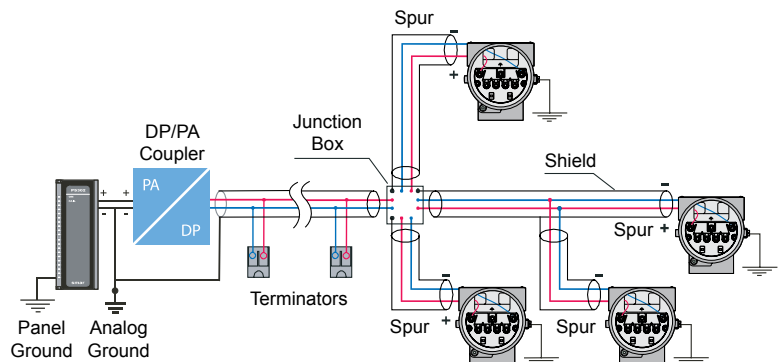 Spur
-
+
Junction
Box
DP/PA
Coupler
Shield
PA
DP
+ +
- -
-
Spur +
Terminators
-
+
Spur
-
Spur
Panel
Ground
Analog
Ground